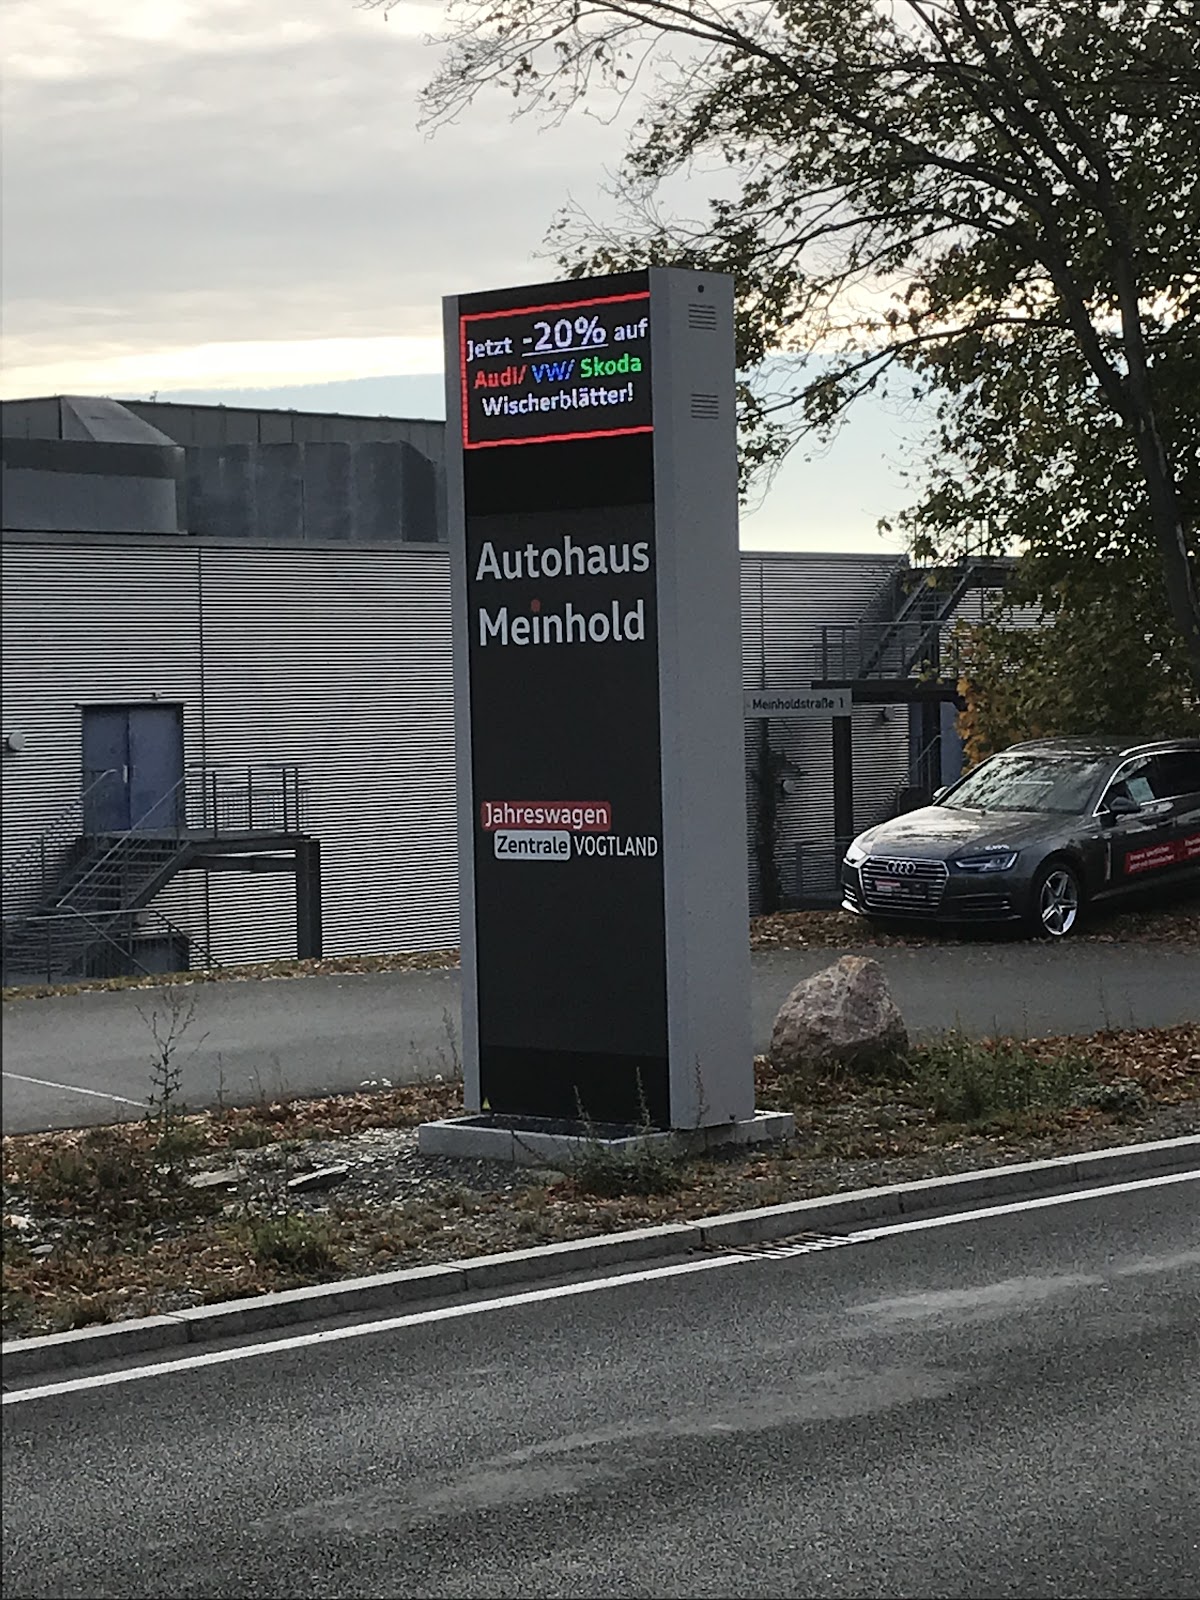 Jetzt -20% auf
Audi/ VW/ Skoda
Wischerblätter!
Autohaus
Meinhold
Meinholdstraße 1
Jahreswagen
Zentrale VOGTLAND